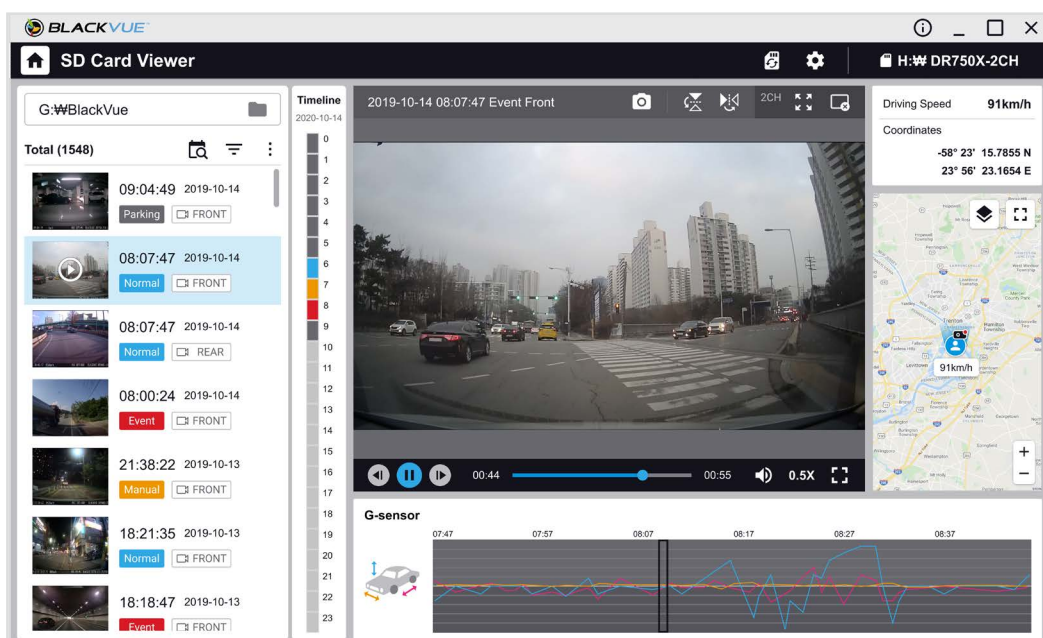 BLACKVUE
SD Card Viewer
H:₩ DR750X-2CH
G:₩BlackVue
Total (1548)
09:04:49 2019-10-14
Parking FRONT
08:07:47 2019-10-14
Normal FRONT
08:07:47 2019-10-14
Normal REAR
08:00:24 2019-10-14
Event FRONT
21:38:22 2019-10-13
Manual FRONT
18:21:35 2019-10-13
Normal FRONT
18:18:47 2019-10-13
Event FRONT
Timeline
2020-10-14
0
1
2
3
4
5
6
7
8
9
10
11
12
13
14
15
16
17
18
19
20
21
22
23
2019-10-14 08:07:47 Event Front
2CH
00:44
00:55
0.5X
Driving Speed 91km/h
Coordinates
-58° 23' 15.7855 N
23° 56' 23.1654 E
Trenton
Hamilton
Levittown
91km/h
+
−
G-sensor
07:47 07:57 08:07 08:17 08:27 08:37